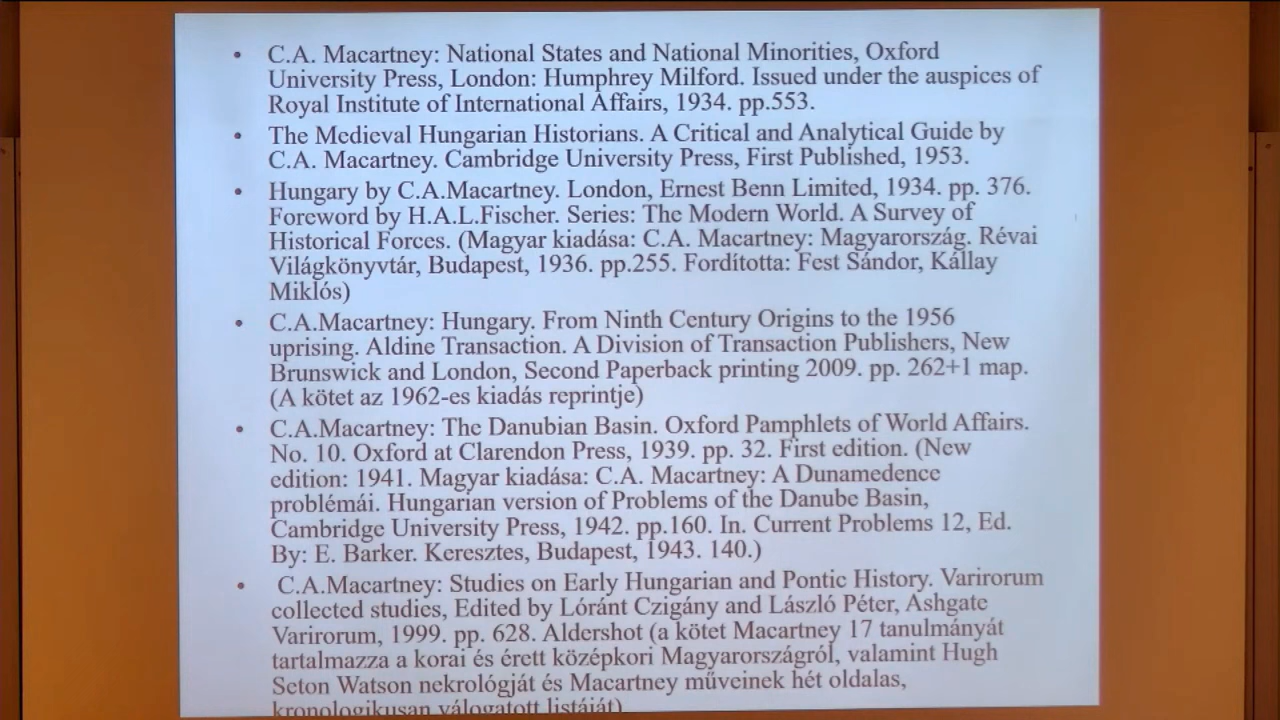 • C.A. Macartney: National States and National Minorities, Oxford
University Press, London: Humphrey Milford. Issued under the auspices of
Royal Institute of International Affairs, 1934. pp.553.
• The Medieval Hungarian Historians. A Critical and Analytical Guide by
C.A. Macartney. Cambridge University Press, First Published, 1953.
• Hungary by C.A.Macartney. London, Ernest Benn Limited, 1934. pp. 376.
Foreword by H.A.L.Fischer. Series: The Modern World. A Survey of
Historical Forces. (Magyar kiadása: C.A. Macartney: Magyarország. Révai
Világkönyvtár, Budapest, 1936. pp.255. Fordította: Fest Sándor, Kállay
Miklós)
• C.A.Macartney: Hungary. From Ninth Century Origins to the 1956
uprising. Aldine Transaction. A Division of Transaction Publishers, New
Brunswick and London, Second Paperback printing 2009. pp. 262+1 map.
(A kötet az 1962-es kiadás reprintje)
• C.A.Macartney: The Danubian Basin. Oxford Pamphlets of World Affairs.
No. 10. Oxford at Clarendon Press, 1939. pp. 32. First edition. (New
edition: 1941. Magyar kiadása: C.A. Macartney: A Dunamedence
problémái. Hungarian version of Problems of the Danube Basin,
Cambridge University Press, 1942. pp.160. In. Current Problems 12, Ed.
By: E. Barker. Keresztes, Budapest, 1943. 140.)
• C.A.Macartney: Studies on Early Hungarian and Pontic History. Varirorum
collected studies, Edited by Lóránt Czigány and László Péter, Ashgate
Varirorum, 1999. pp. 628. Aldershot (a kötet Macartney 17 tanulmányát
tartalmazza a korai és érett középkori Magyarországról, valamint Hugh
Seton Watson nekrológját és Macartney műveinek hét oldalas,
kronologikusan válogatott listáját)